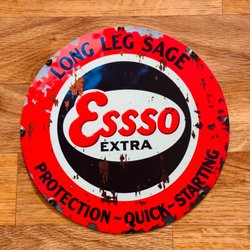 LONG LEG SAGE
Essso
EXTRA
PROTECTION - QUICK - STARTING